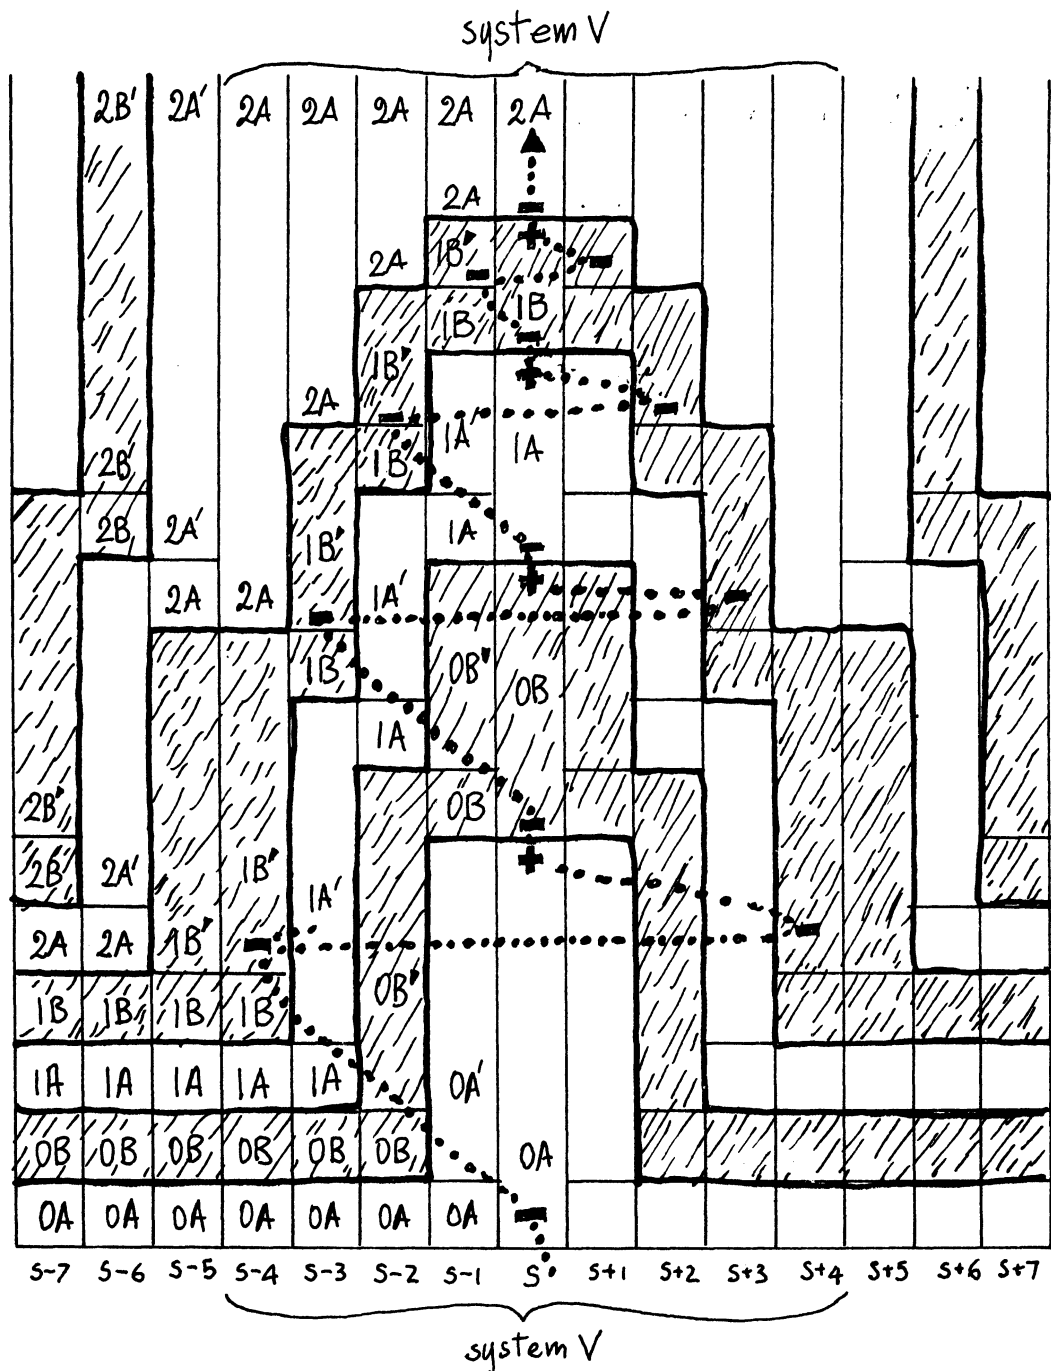 system V
2B' 2A' 2A 2A 2A 2A 2A
2A
2A 1B'
1B 1B
1B'
2A
1A' 1A
2B' 1B
2B 2A' 1B' 1A
2A 2A 1A'
1B 0B' 0B
1A
2B' 0B
2B 2A' 1B' 1A'
2A 2A 1B'
1B 1B 1B 1B 0B'
1A 1A 1A 1A 1A 0A'
0B 0B 0B 0B 0B 0B 0A
0A 0A 0A 0A 0A 0A 0A
S-7 S-6 S-5 S-4 S-3 S-2 S-1 S° S+1 S+2 S+3 S+4 S+5 S+6 S+7
system V